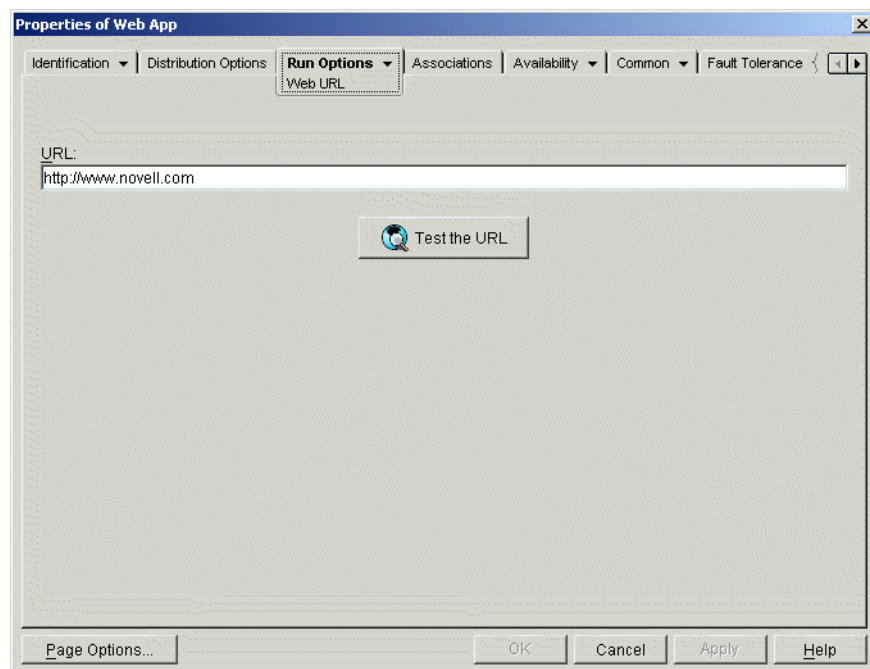 Properties of Web App
Identification Distribution Options Run Options Associations Availability Common Fault Tolerance
Web URL
URL:
http://www.novell.com
Test the URL
Page Options... OK Cancel Apply Help